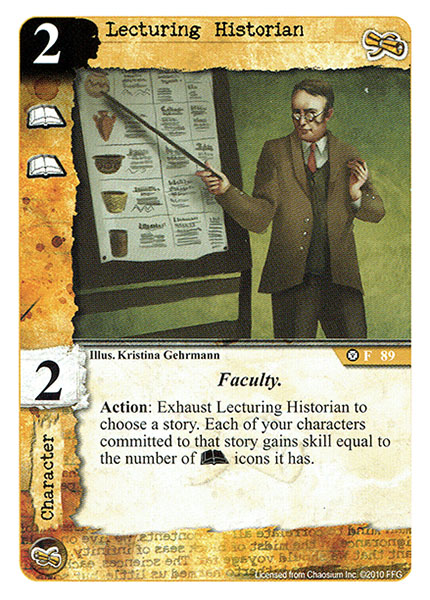 2
Lecturing Historian
Illus. Kristina Gehrmann
F 89
2
Character
Faculty.
Action: Exhaust Lecturing Historian to
choose a story. Each of your characters
committed to that story gains skill equal to
the number of icons it has.
Licensed from Chaosium Inc. ©2010 FFG